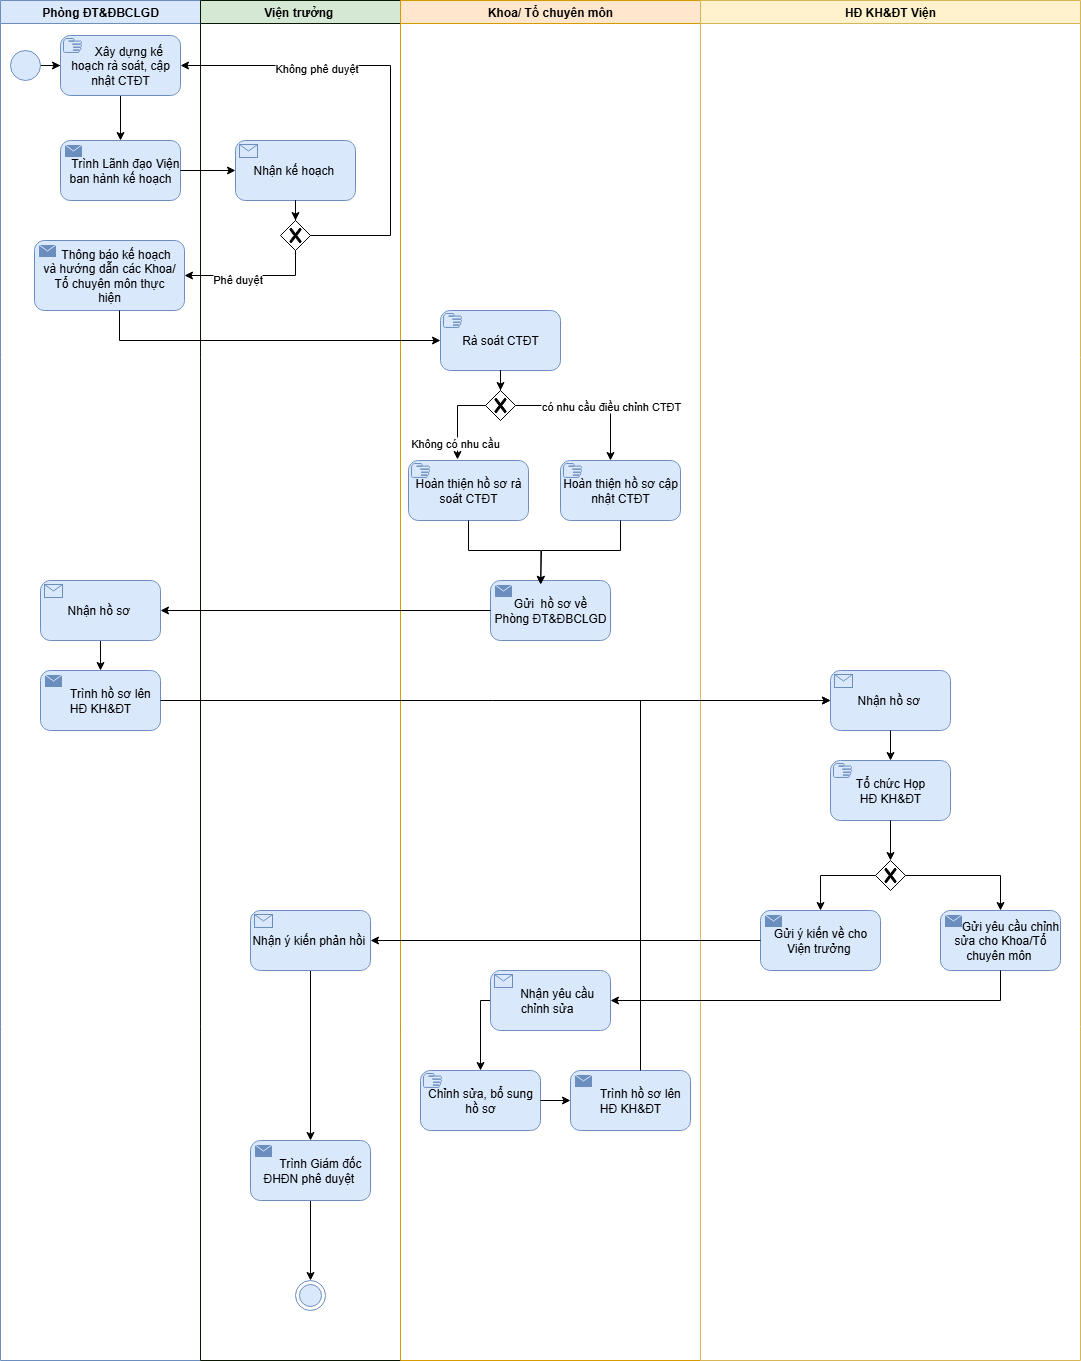 Phòng ĐT&ĐBCLGD
Viện trưởng
Khoa/ Tổ chuyên môn
HĐ KH&ĐT Viện
Xây dựng kế
hoạch rà soát, cập
nhật CTĐT
Không phê duyệt
Trình Lãnh đạo Viện
ban hành kế hoạch
Nhận kế hoạch
Thông báo kế hoạch
và hướng dẫn các Khoa/
Tổ chuyên môn thực
hiện
Phê duyệt
Rà soát CTĐT
có nhu cầu điều chỉnh CTĐT
Không có nhu cầu
Hoàn thiện hồ sơ rà
soát CTĐT
Hoàn thiện hồ sơ cập
nhật CTĐT
Nhận hồ sơ
Gửi hồ sơ về
Phòng ĐT&ĐBCLGD
Trình hồ sơ lên
HĐ KH&ĐT
Nhận hồ sơ
Tổ chức Họp
HĐ KH&ĐT
Nhận ý kiến phản hồi
Gửi ý kiến về cho
Viện trưởng
Gửi yêu cầu chỉnh
sửa cho Khoa/Tổ
chuyên môn
Nhận yêu cầu
chỉnh sửa
Chỉnh sửa, bổ sung
hồ sơ
Trình hồ sơ lên
HĐ KH&ĐT
Trình Giám đốc
ĐHĐN phê duyệt